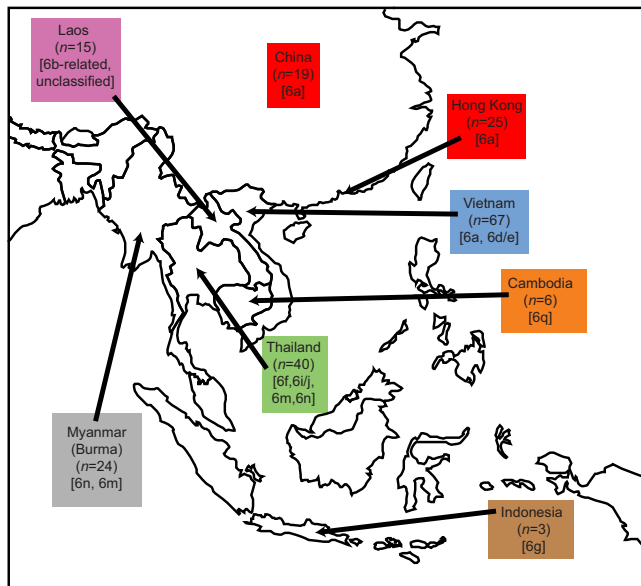 Laos
(n=15)
[6b-related,
unclassified]
China
(n=19)
[6a]
Hong Kong
(n=25)
[6a]
Vietnam
(n=67)
[6a, 6d/e]
Cambodia
(n=6)
[6q]
Thailand
(n=40)
[6f,6i/j,
6m,6n]
Myanmar
(Burma)
(n=24)
[6n, 6m]
Indonesia
(n=3)
[6g]